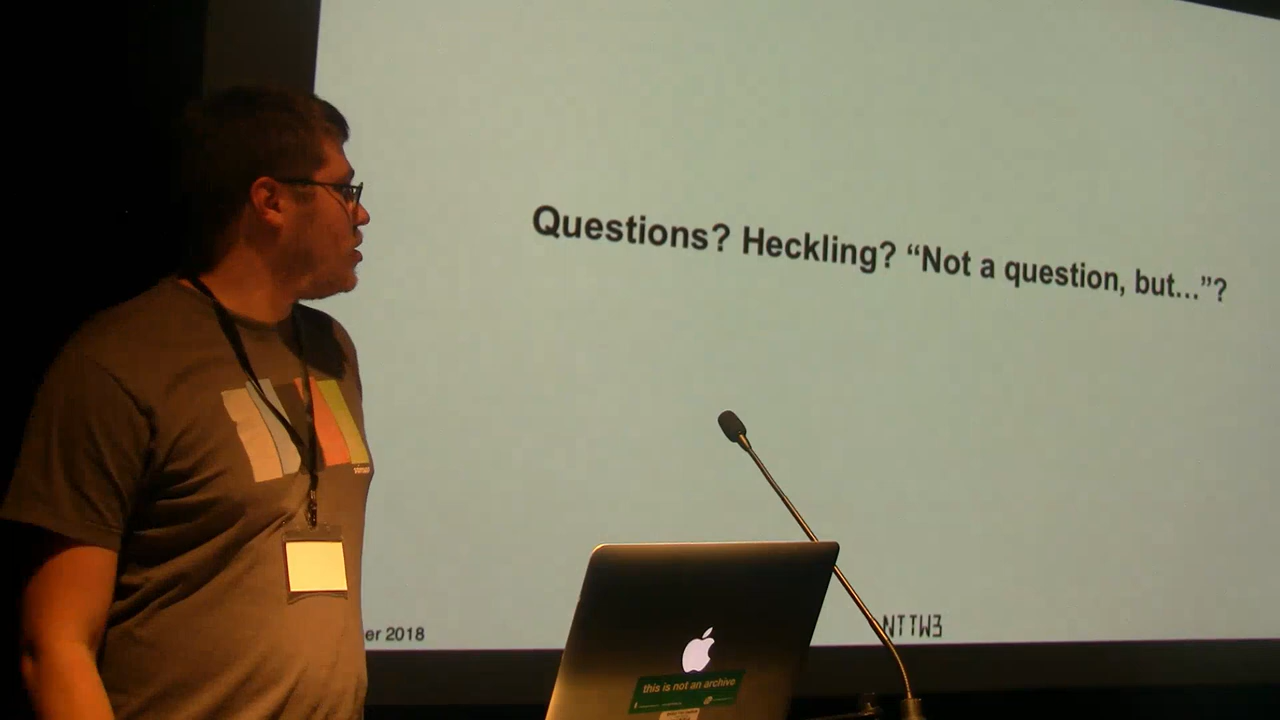 Questions? Heckling? “Not a question, but...”?
er 2018
NTTW3
this is not an archive